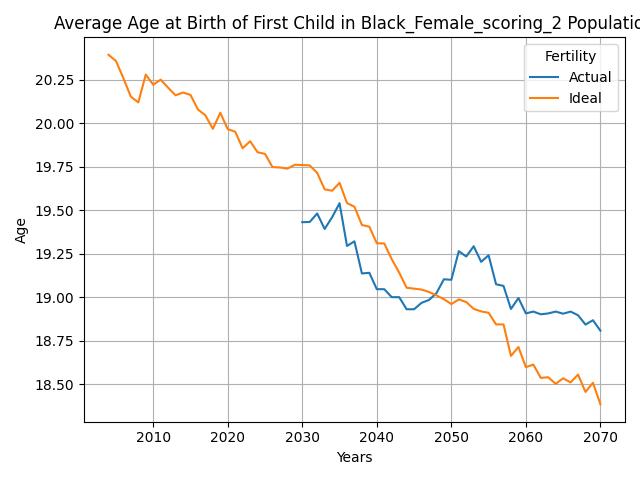 Average Age at Birth of First Child in Black_Female_scoring_2 Populatio
Fertility
Actual
Ideal
20.25
20.00
19.75
19.50
19.25
19.00
18.75
18.50
Age
2010 2020 2030 2040 2050 2060 2070
Years